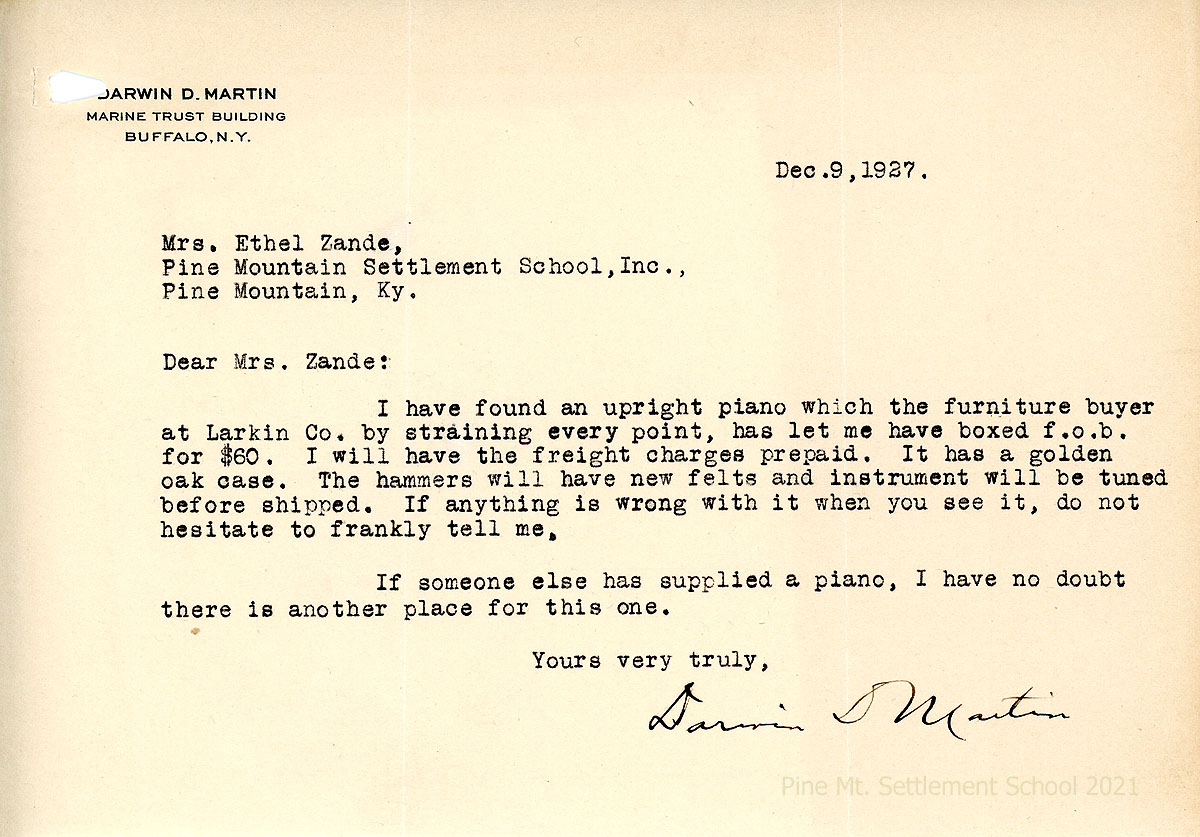 DARWIN D. MARTIN
MARINE TRUST BUILDING
BUFFALO, N.Y.
Dec.9,1927.
Mrs. Ethel Zande,
Pine Mountain Settlement School,Inc.,
Pine Mountain, Ky.
Dear Mrs. Zande:
I have found an upright piano which the furniture buyer
at Larkin Co. by straining every point, has let me have boxed f.o.b.
for $60. I will have the freight charges prepaid. It has a golden
oak case. The hammers will have new felts and instrument will be tuned
before shipped. If anything is wrong with it when you see it, do not
hesitate to frankly tell me.
If someone else has supplied a piano, I have no doubt
there is another place for this one.
Yours very truly,
Darwin D Martin
Pine Mt. Settlement School 2021